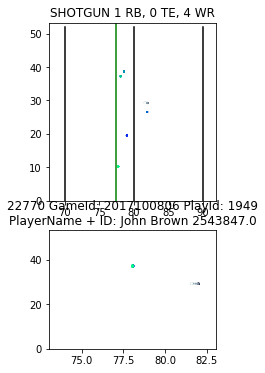 SHOTGUN 1 RB, 0 TE, 4 WR
50
40
30
20
10
0
70 75 80 85 90
22770 GameId: 2017100806 PlayId: 1949
PlayerName + ID: John Brown 2543847.0
40
20
0
75.0 77.5 80.0 82.5